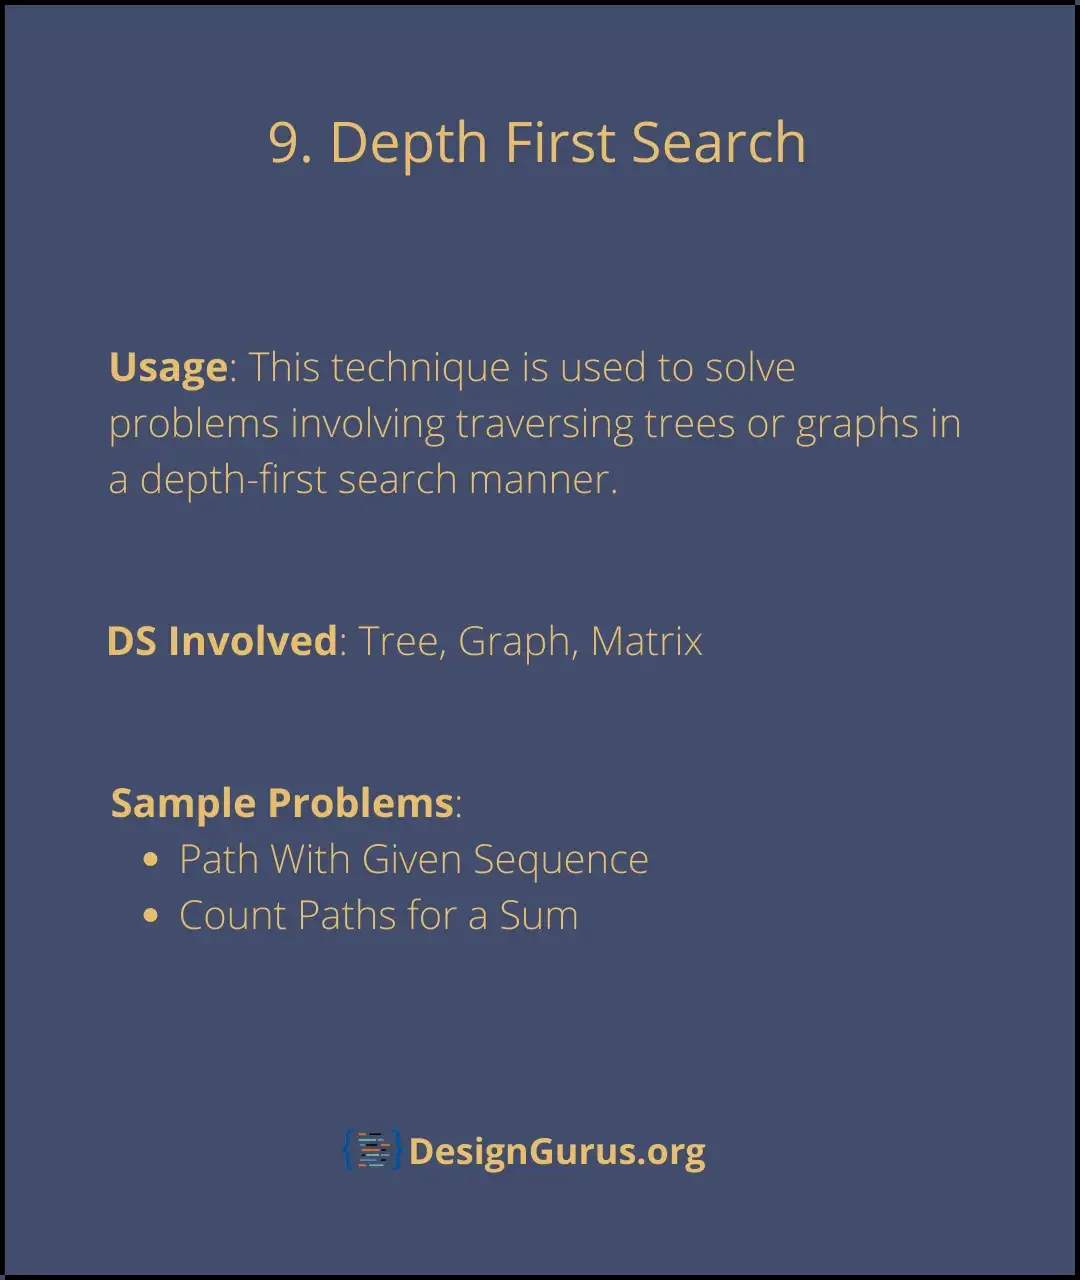 9. Depth First Search
Usage: This technique is used to solve
problems involving traversing trees or graphs in
a depth-first search manner.
DS Involved: Tree, Graph, Matrix
Sample Problems:
• Path With Given Sequence
• Count Paths for a Sum
DesignGurus.org